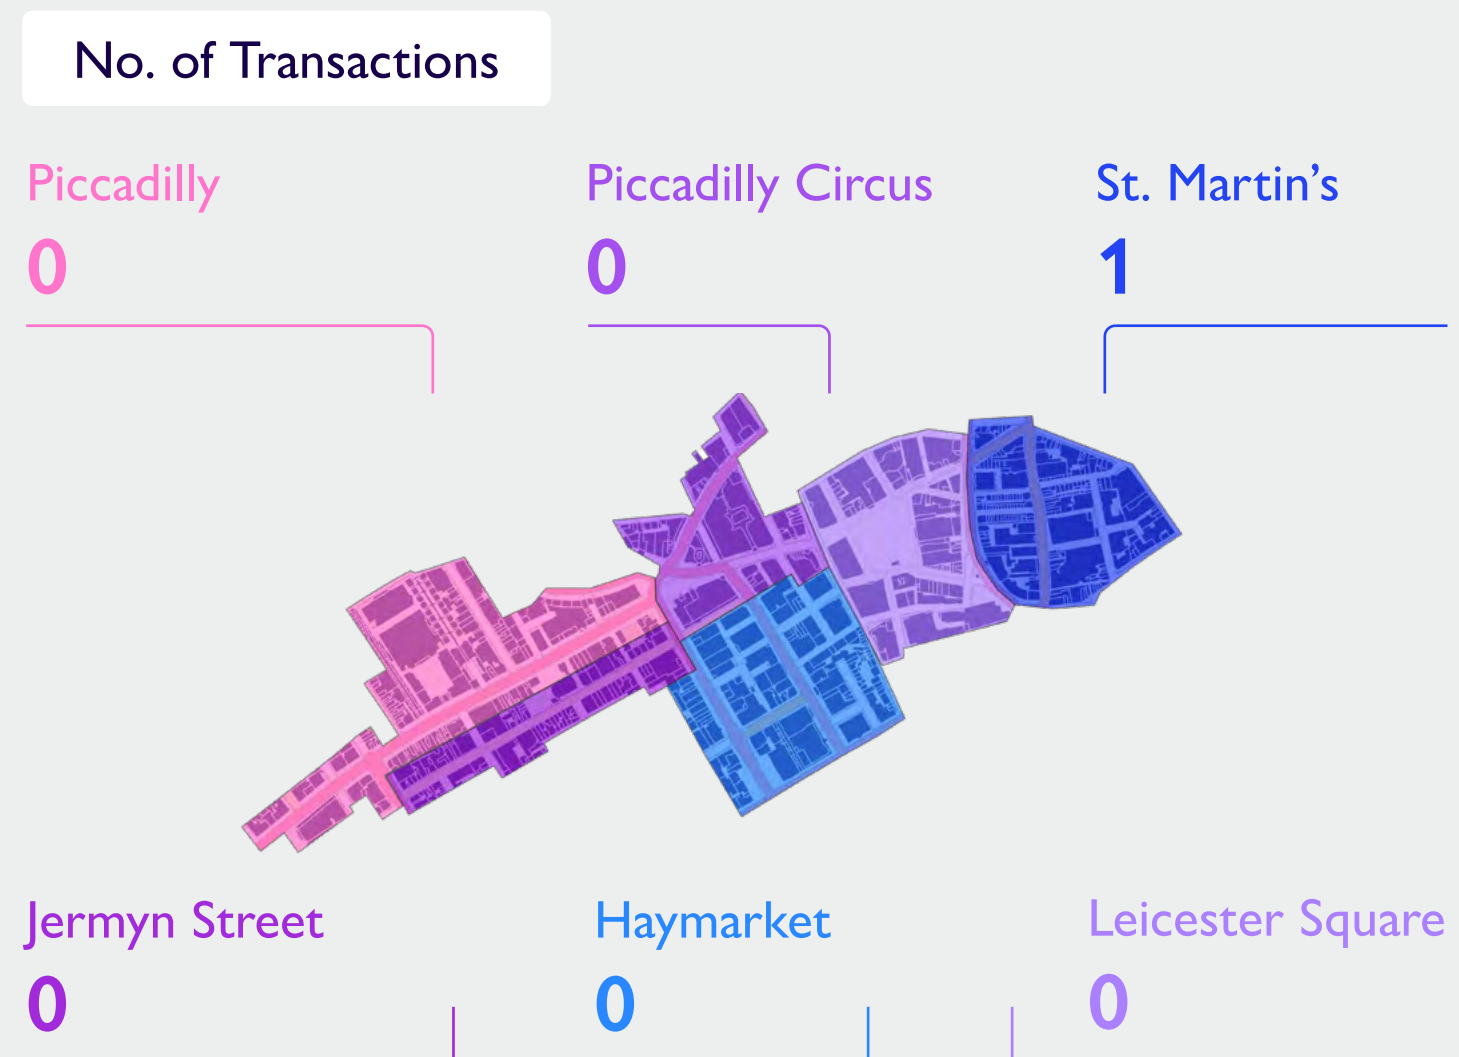 No. of Transactions
Piccadilly
0
Piccadilly Circus
0
St. Martin’s
1
Jermyn Street
0
Haymarket
0
Leicester Square
0